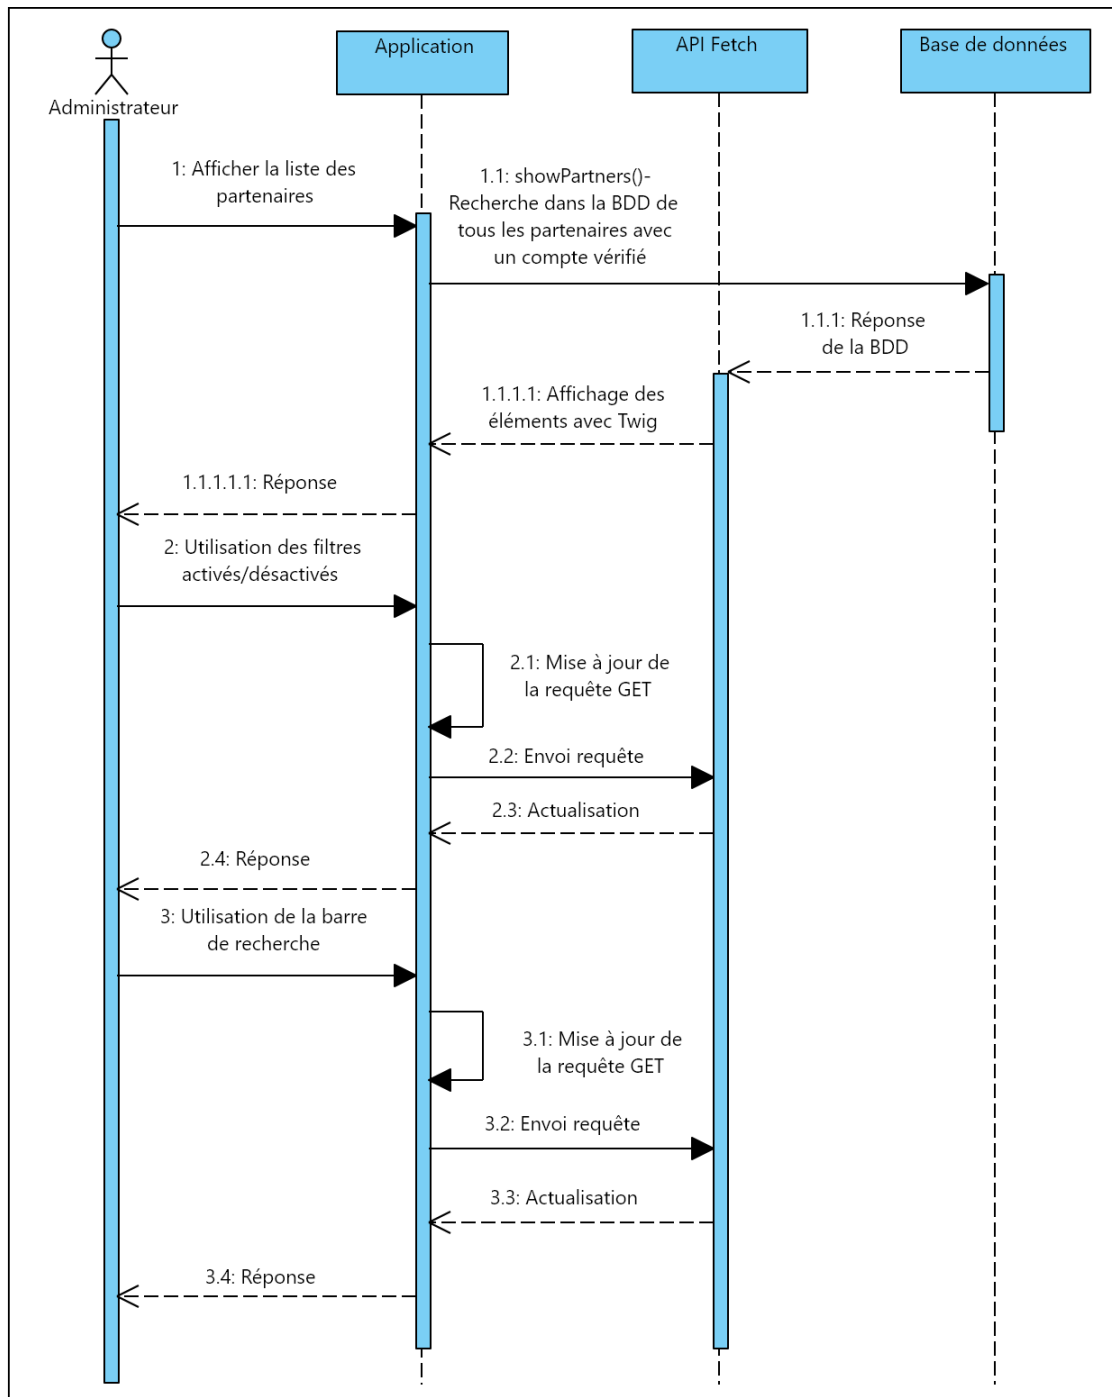 Administrateur
Application
API Fetch
Base de données
1: Afficher la liste des
partenaires
1.1: showPartners()-
Recherche dans la BDD de
tous les partenaires avec
un compte vérifié
1.1.1: Réponse
de la BDD
1.1.1.1: Affichage des
éléments avec Twig
1.1.1.1.1: Réponse
2: Utilisation des filtres
activés/désactivés
2.1: Mise à jour de
la requête GET
2.2: Envoi requête
2.3: Actualisation
2.4: Réponse
3: Utilisation de la barre
de recherche
3.1: Mise à jour de
la requête GET
3.2: Envoi requête
3.3: Actualisation
3.4: Réponse